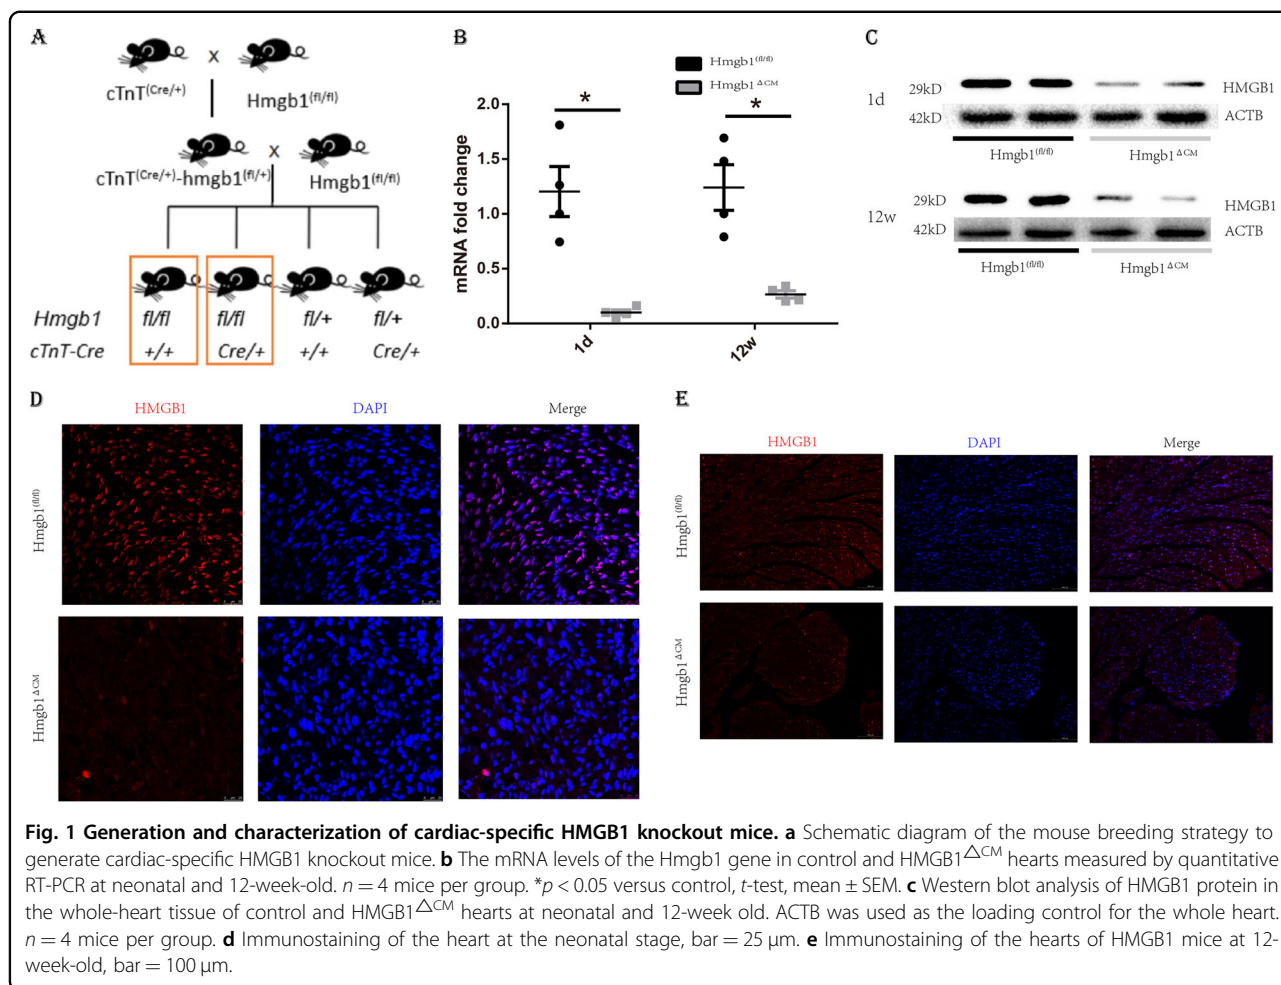 A
cTnT(Cre/+)
X
Hmgb1(fl/fl)
cTnT(Cre/+)-hmgb1(fl/+)
X
Hmgb1(fl/fl)
Hmgb1 fl/fl fl/fl fl/+ fl/+
cTnT-Cre +/+ Cre/+ +/+ Cre/+
B
Hmgb1(fl/fl)
Hmgb1ΔCM
mRNA fold change
2.0
1.5
1.0
0.5
0.0
* *
1d 12w
C
1d
29kD HMGB1
42kD ACTB
Hmgb1(fl/fl) Hmgb1ΔCM
12w
29kD HMGB1
42kD ACTB
Hmgb1(fl/fl) Hmgb1ΔCM
D
HMGB1 DAPI Merge
Hmgb1(fl/fl)
Hmgb1ΔCM
E
HMGB1 DAPI Merge
Hmgb1(fl/fl)
Hmgb1ΔCM
Fig. 1 Generation and characterization of cardiac-specific HMGB1 knockout mice. a Schematic diagram of the mouse breeding strategy to
generate cardiac-specific HMGB1 knockout mice. b The mRNA levels of the Hmgb1 gene in control and HMGB1△CM hearts measured by quantitative
RT-PCR at neonatal and 12-week-old. n = 4 mice per group. *p < 0.05 versus control, t-test, mean ± SEM. c Western blot analysis of HMGB1 protein in
the whole-heart tissue of control and HMGB1△CM hearts at neonatal and 12-week old. ACTB was used as the loading control for the whole heart.
n = 4 mice per group. d Immunostaining of the heart at the neonatal stage, bar = 25 μm. e Immunostaining of the hearts of HMGB1 mice at 12-
week-old, bar = 100 μm.